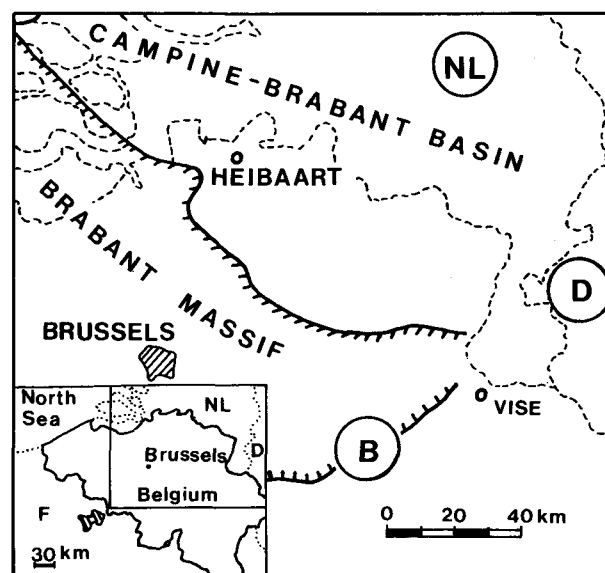 CAMPINE-BRABANT BASIN
NL
HEIBAART
BRABANT MASSIF
D
BRUSSELS
VISE
B
North
Sea
NL
D
Brussels
Belgium
F
30 km
0 20 40 km